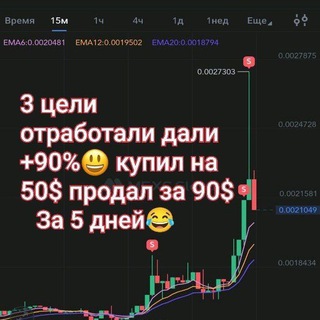 Время 15м 1ч 4ч 1д 1нед Еще
EMA6:0.0020481 EMA12:0.0019502 EMA20:0.0018794
0.0027875
S
0.0027303
3 цели
отработали дали
0.0024728
+90%😃 купил на
50$ продал за 90$
S
0.0021581
За 5 дней😂
0.0021049
S
0.0018434